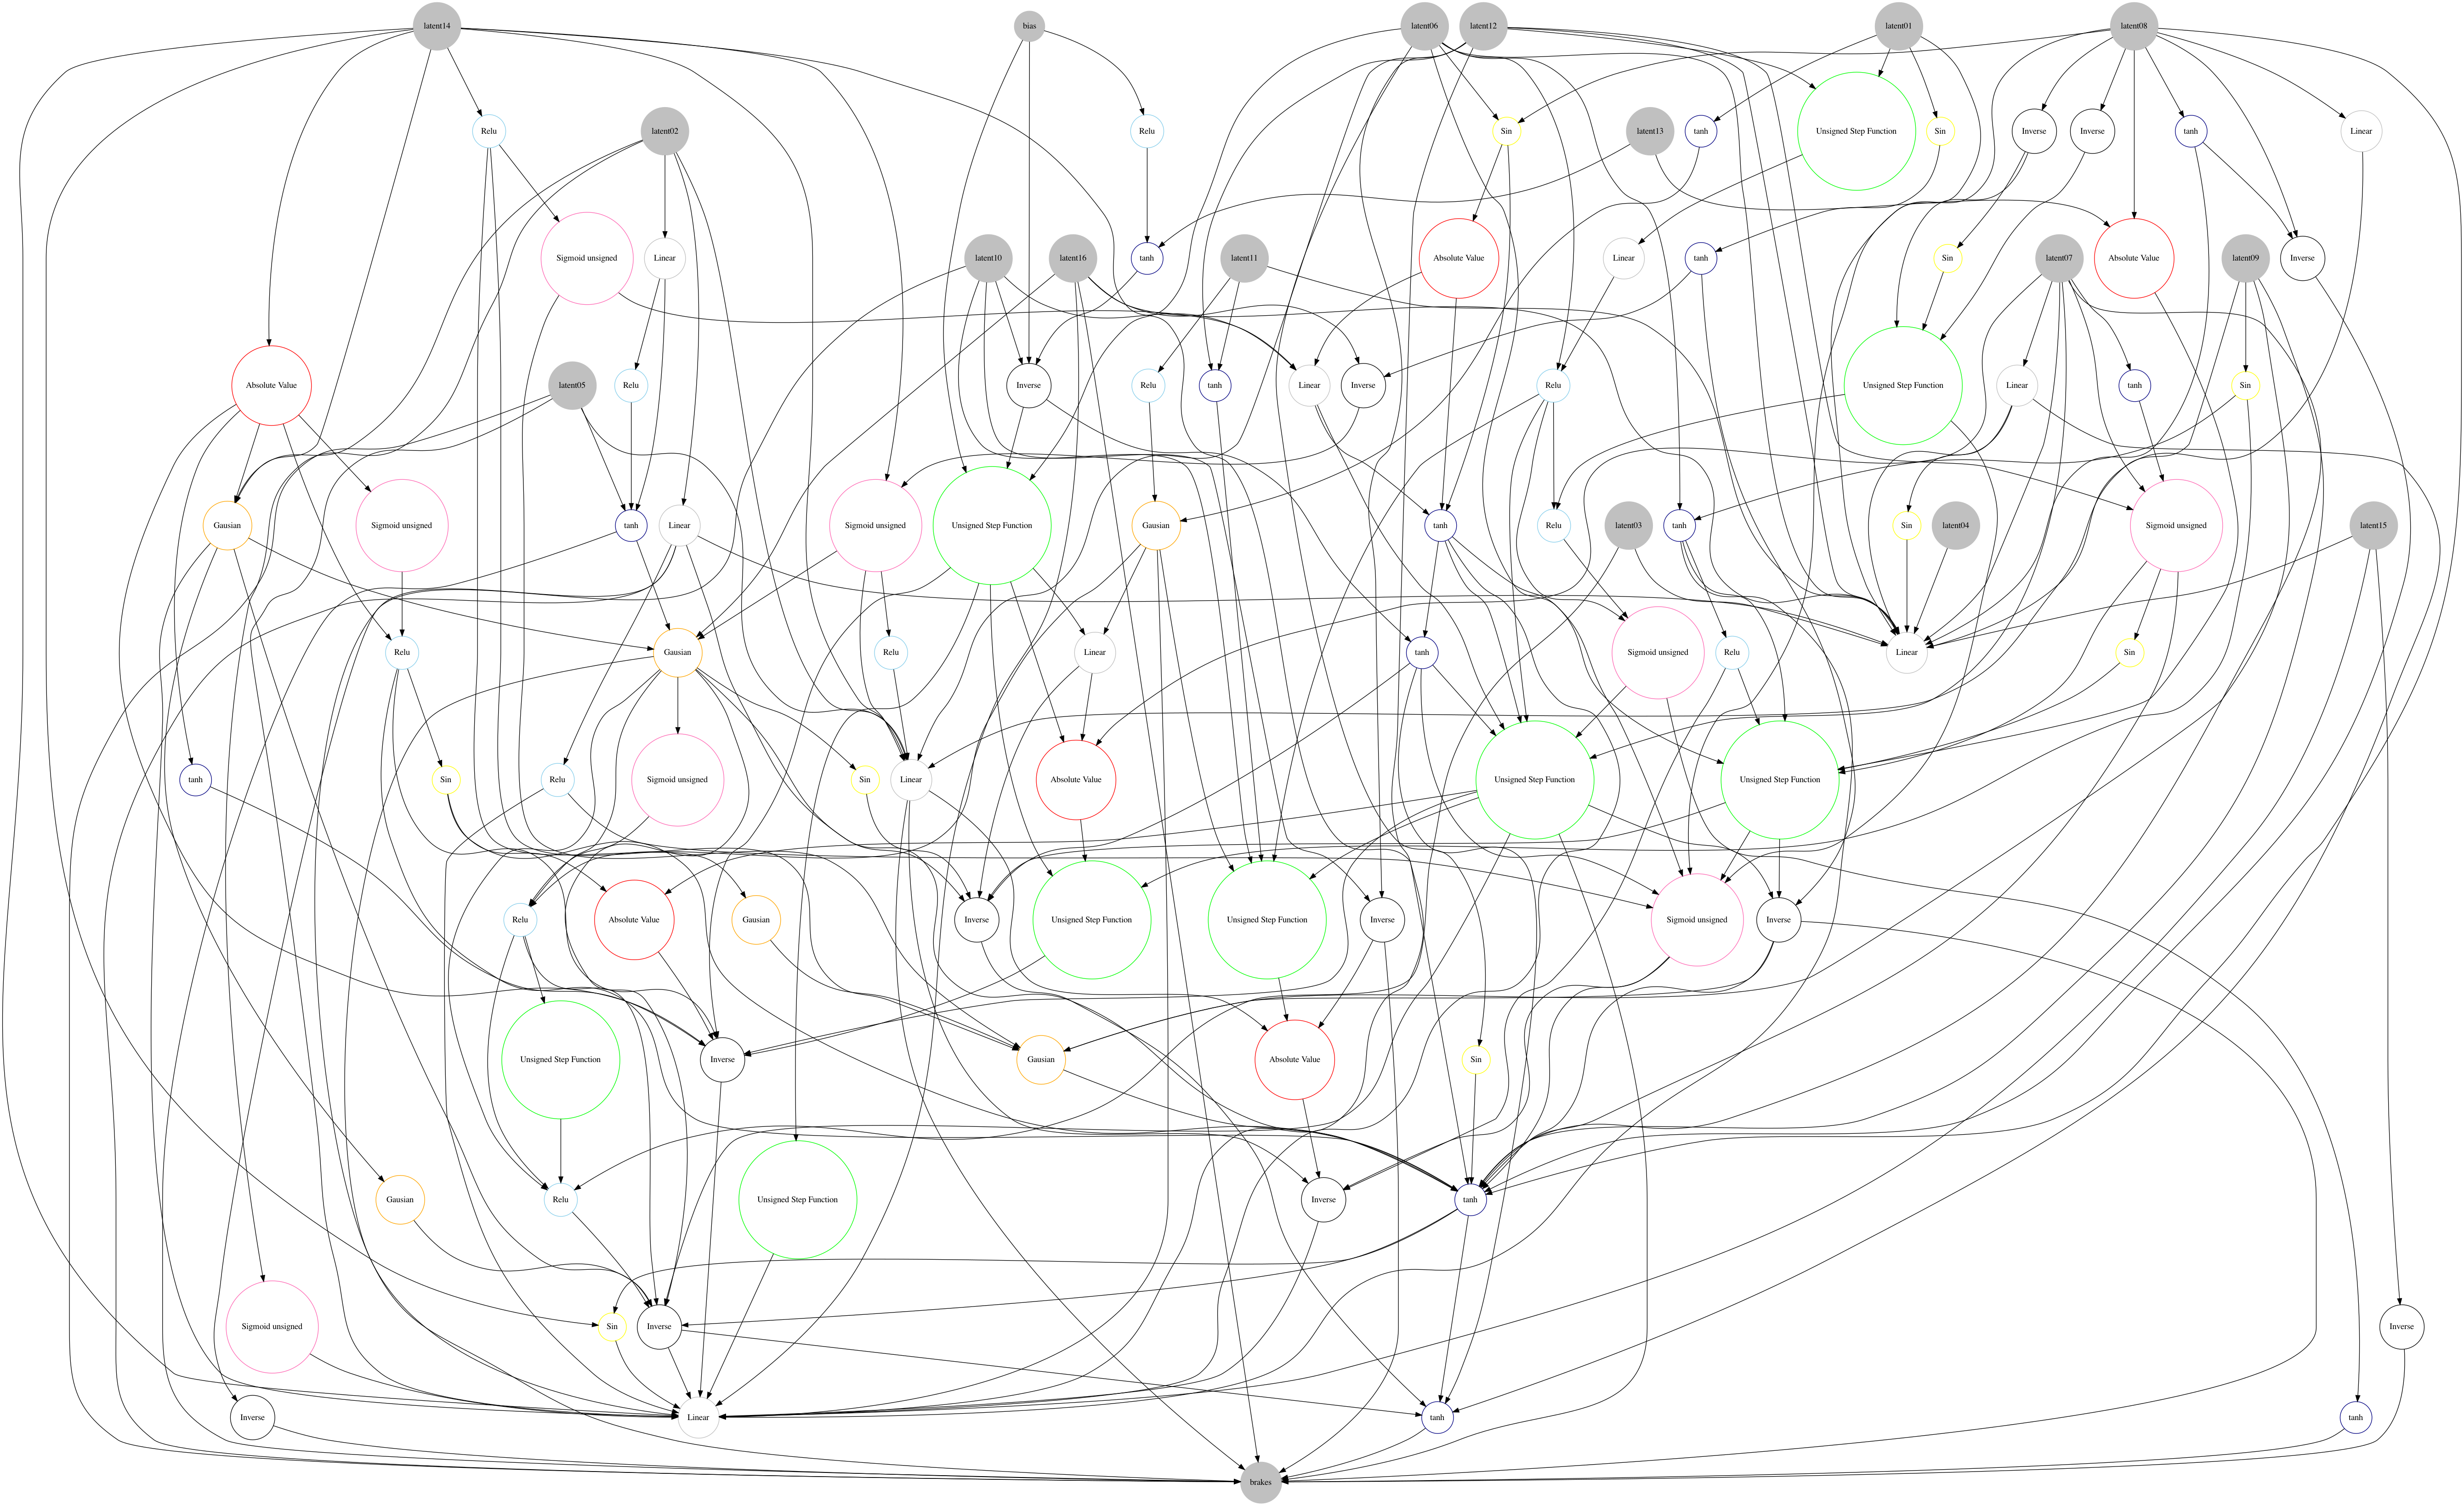 latent14
bias
latent06
latent12
latent01
latent08
Relu
latent02
Relu
Sin
latent13
tanh
Unsigned Step Function
Sin
Inverse
Inverse
tanh
Linear
Sigmoid unsigned
Linear
latent10
latent16
tanh
latent11
Absolute Value
Linear
tanh
Sin
latent07
Absolute Value
latent09
Inverse
Absolute Value
latent05
Relu
Inverse
Relu
tanh
Linear
Inverse
Relu
Unsigned Step Function
Linear
tanh
Sin
Gausian
Sigmoid unsigned
tanh
Linear
Sigmoid unsigned
Unsigned Step Function
Gausian
tanh
Relu
latent03
tanh
Sin
latent04
Sigmoid unsigned
latent15
Relu
Gausian
Relu
Linear
tanh
Sigmoid unsigned
Relu
Linear
Sin
tanh
Sin
Relu
Sigmoid unsigned
Sin
Linear
Absolute Value
Unsigned Step Function
Unsigned Step Function
Relu
Absolute Value
Gausian
Inverse
Unsigned Step Function
Unsigned Step Function
Inverse
Sigmoid unsigned
Inverse
Unsigned Step Function
Inverse
Gausian
Absolute Value
Sin
Gausian
Relu
Unsigned Step Function
Inverse
tanh
Sigmoid unsigned
Sin
Inverse
Inverse
Inverse
Linear
tanh
tanh
brakes